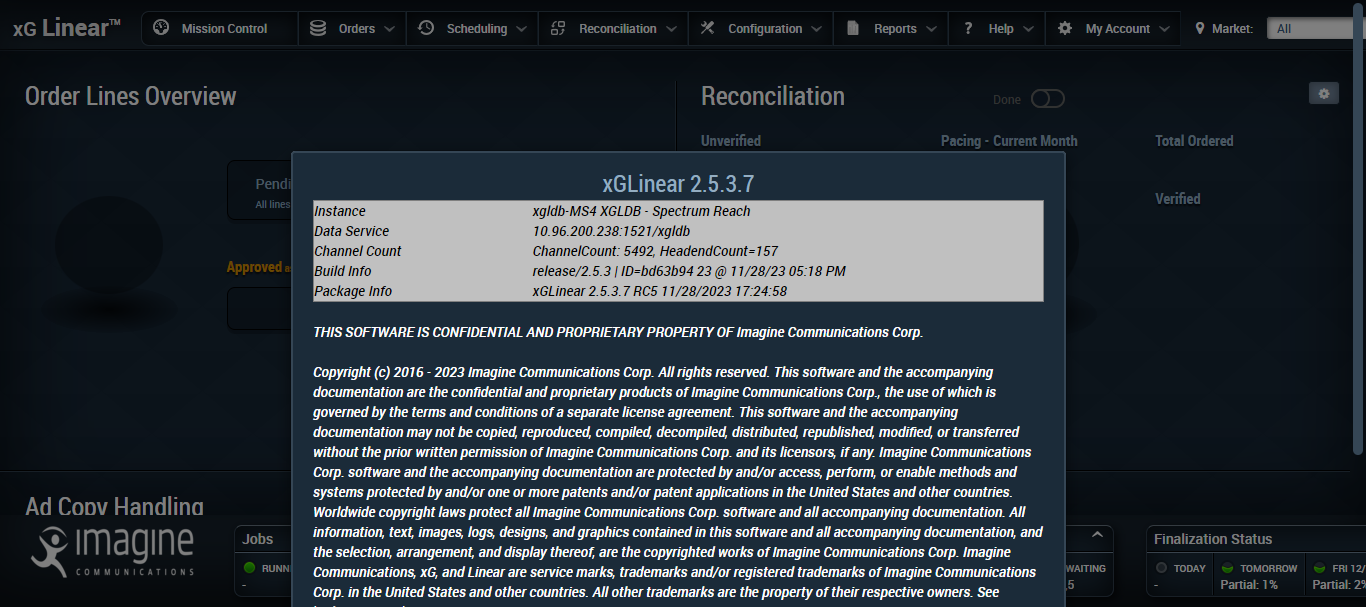 xG Linear™ Mission Control Orders Scheduling Reconciliation Configuration Reports ? Help My Account Market: All
Order Lines Overview
Reconciliation
Done
Unverified Pacing - Current Month Total Ordered
Pendi
All lines
Verified
Approved
xGLinear 2.5.3.7
Instance xgldb-MS4 XGLDB - Spectrum Reach
Data Service 10.96.200.238:1521/xgldb
Channel Count ChannelCount: 5492, HeadendCount=157
Build Info release/2.5.3 | ID=bd63b94 23 @ 11/28/23 05:18 PM
Package Info xGLinear 2.5.3.7 RC5 11/28/2023 17:24:58
THIS SOFTWARE IS CONFIDENTIAL AND PROPRIETARY PROPERTY OF Imagine Communications Corp.
Copyright (c) 2016 - 2023 Imagine Communications Corp. All rights reserved. This software and the accompanying
documentation are the confidential and proprietary products of Imagine Communications Corp., the use of which is
governed by the terms and conditions of a separate license agreement. This software and the accompanying
documentation may not be copied, reproduced, compiled, decompiled, distributed, republished, modified, or transferred
without the prior written permission of Imagine Communications Corp. and its licensors, if any. Imagine Communications
Corp. software and the accompanying documentation are protected by and/or access, perform, or enable methods and
systems protected by and/or one or more patents and/or patent applications in the United States and other countries.
Worldwide copyright laws protect all Imagine Communications Corp. software and all accompanying documentation. All
information, text, images, logs, designs, and graphics contained in this software and all accompanying documentation, and
the selection, arrangement, and display thereof, are the copyrighted works of Imagine Communications Corp. Imagine
Communications, xG, and Linear are service marks, trademarks and/or registered trademarks of Imagine Communications
Corp. in the United States and other countries. All other trademarks are the property of their respective owners. See
Ad Copy Handling
imagine
COMMUNICATIONS
Jobs
RUNN
-
WAITING
,5
Finalization Status
TODAY TOMORROW FRI 12/
- Partial: 1% Partial: 2%